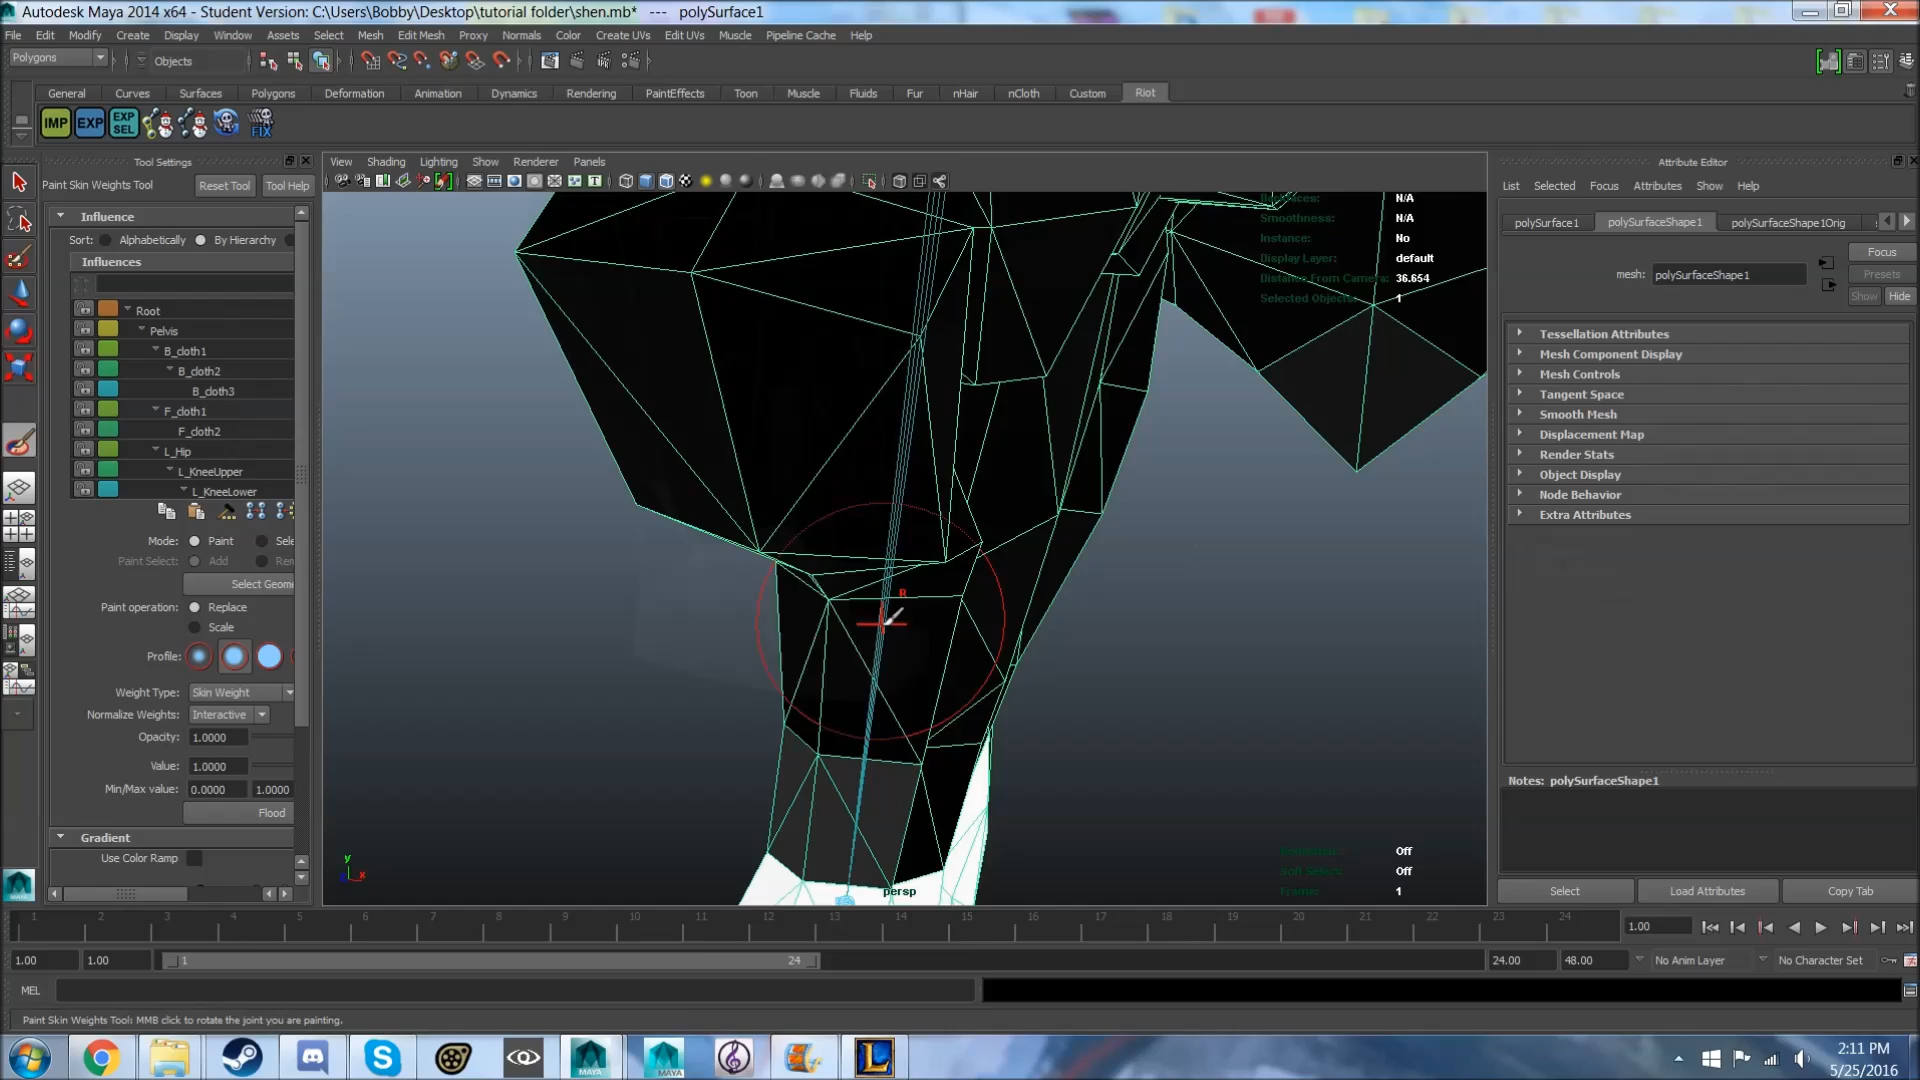 Autodesk Maya 2014 x64 - Student Version: C:\Users\Bobby\Desktop\tutorial folder\shen.mb* --- polySurface1
File Edit Modify Create Display Window Assets Select Mesh Edit Mesh Proxy Normals Color Create UVs Edit UVs Muscle Pipeline Cache Help
Polygons Objects
General Curves Surfaces Polygons Deformation Animation Dynamics Rendering PaintEffects Toon Muscle Fluids Fur nHair nCloth Custom Riot
IMP EXP EXP SEL FIX
Tool Settings
Paint Skin Weights Tool Reset Tool Tool Help
Influence
Sort: Alphabetically By Hierarchy
Influences
Root
Pelvis
B_cloth1
B_cloth2
B_cloth3
F_cloth1
F_cloth2
L_Hip
L_KneeUpper
L_KneeLower
Mode: Paint Sele
Paint Select: Add Ren
Select Geom
Paint operation: Replace
Scale
Profile:
Weight Type: Skin Weight
Normalize Weights: Interactive
Opacity: 1.0000
Value: 1.0000
Min/Max value: 0.0000 1.0000
Flood
Gradient
Use Color Ramp
View Shading Lighting Show Renderer Panels
N/A
Smoothness: N/A
Instance: No
Display Layer: default
Distance From Camera: 36.654
Selected Objects: 1
R
Off
Soft Select: Off
Frame: 1
persp
y
x
Attribute Editor
List Selected Focus Attributes Show Help
polySurface1 polySurfaceShape1 polySurfaceShape1Orig
Focus
mesh: polySurfaceShape1
Presets
Show Hide
Tessellation Attributes
Mesh Component Display
Mesh Controls
Tangent Space
Smooth Mesh
Displacement Map
Render Stats
Object Display
Node Behavior
Extra Attributes
Notes: polySurfaceShape1
Select Load Attributes Copy Tab
1 2 3 4 5 6 7 8 9 10 11 12 13 14 15 16 17 18 19 20 21 22 23 24 1.00
1.00 1.00 1 24 24.00 48.00 No Anim Layer No Character Set
MEL
Paint Skin Weights Tool: MMB click to rotate the joint you are painting.
MAYA MAYA
2:11 PM
5/25/2016